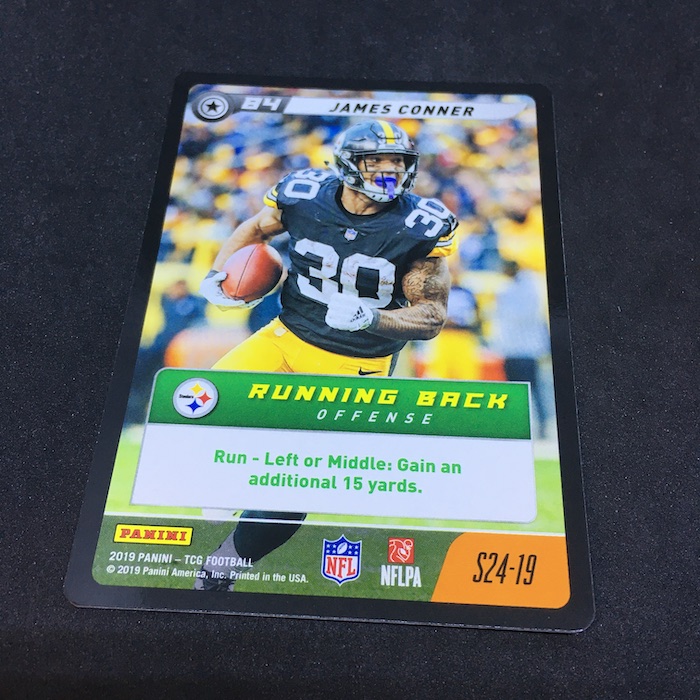 84 JAMES CONNER
30 30
30
Steelers
RUNNING BACK
OFFENSE
Run - Left or Middle: Gain an
additional 15 yards.
PANINI
2019 PANINI – TCG FOOTBALL
© 2019 Panini America, Inc. Printed in the USA.
NFL
NFLPA
S24-19